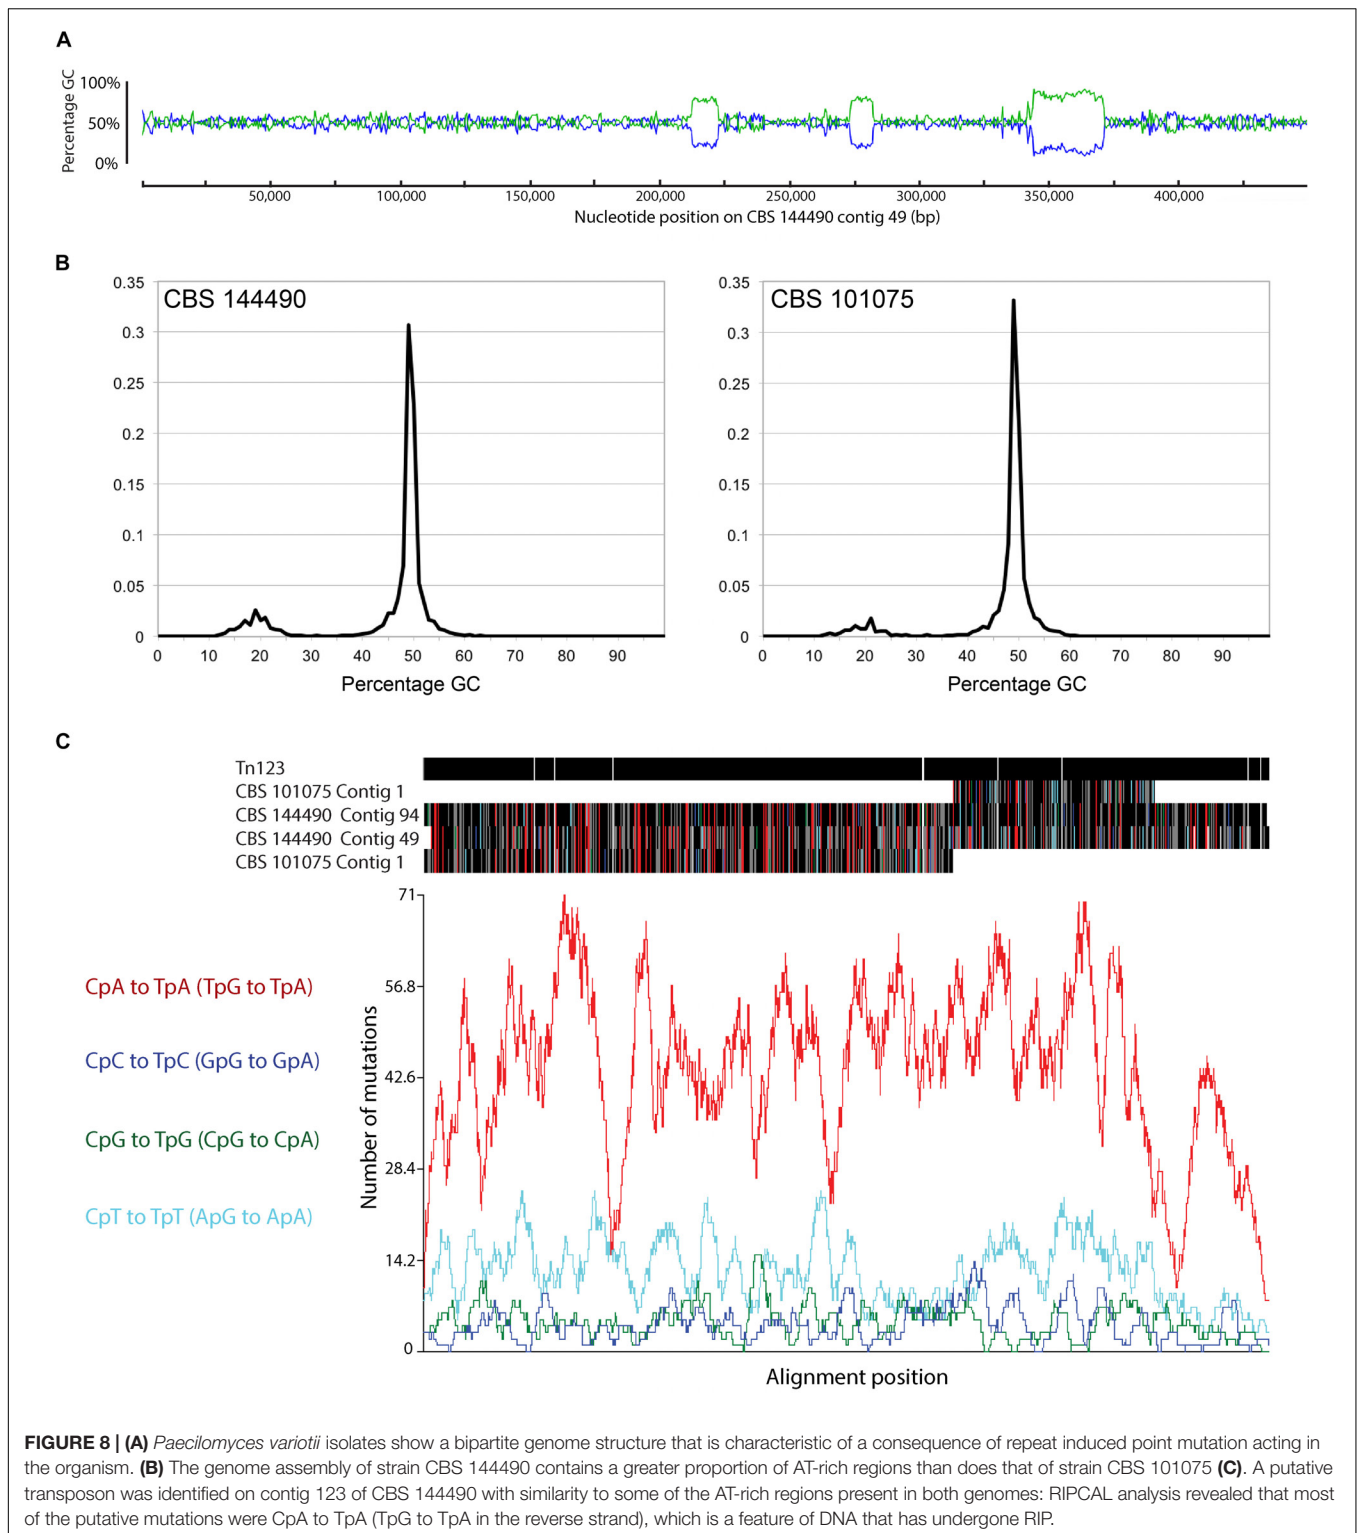 A
Percentage GC
100%
50%
0%
50,000 100,000 150,000 200,000 250,000 300,000 350,000 400,000
Nucleotide position on CBS 144490 contig 49 (bp)
B
CBS 144490
0.35
0.3
0.25
0.2
0.15
0.1
0.05
0
0 10 20 30 40 50 60 70 80 90
Percentage GC
CBS 101075
0.35
0.3
0.25
0.2
0.15
0.1
0.05
0
0 10 20 30 40 50 60 70 80 90
Percentage GC
C
Tn123
CBS 101075 Contig 1
CBS 144490 Contig 94
CBS 144490 Contig 49
CBS 101075 Contig 1
CpA to TpA (TpG to TpA)
CpC to TpC (GpG to GpA)
CpG to TpG (CpG to CpA)
CpT to TpT (ApG to ApA)
Number of mutations
71
56.8
42.6
28.4
14.2
0
Alignment position
FIGURE 8 | (A) Paecilomyces variotii isolates show a bipartite genome structure that is characteristic of a consequence of repeat induced point mutation acting in
the organism. (B) The genome assembly of strain CBS 144490 contains a greater proportion of AT-rich regions than does that of strain CBS 101075 (C). A putative
transposon was identified on contig 123 of CBS 144490 with similarity to some of the AT-rich regions present in both genomes: RIPCAL analysis revealed that most
of the putative mutations were CpA to TpA (TpG to TpA in the reverse strand), which is a feature of DNA that has undergone RIP.